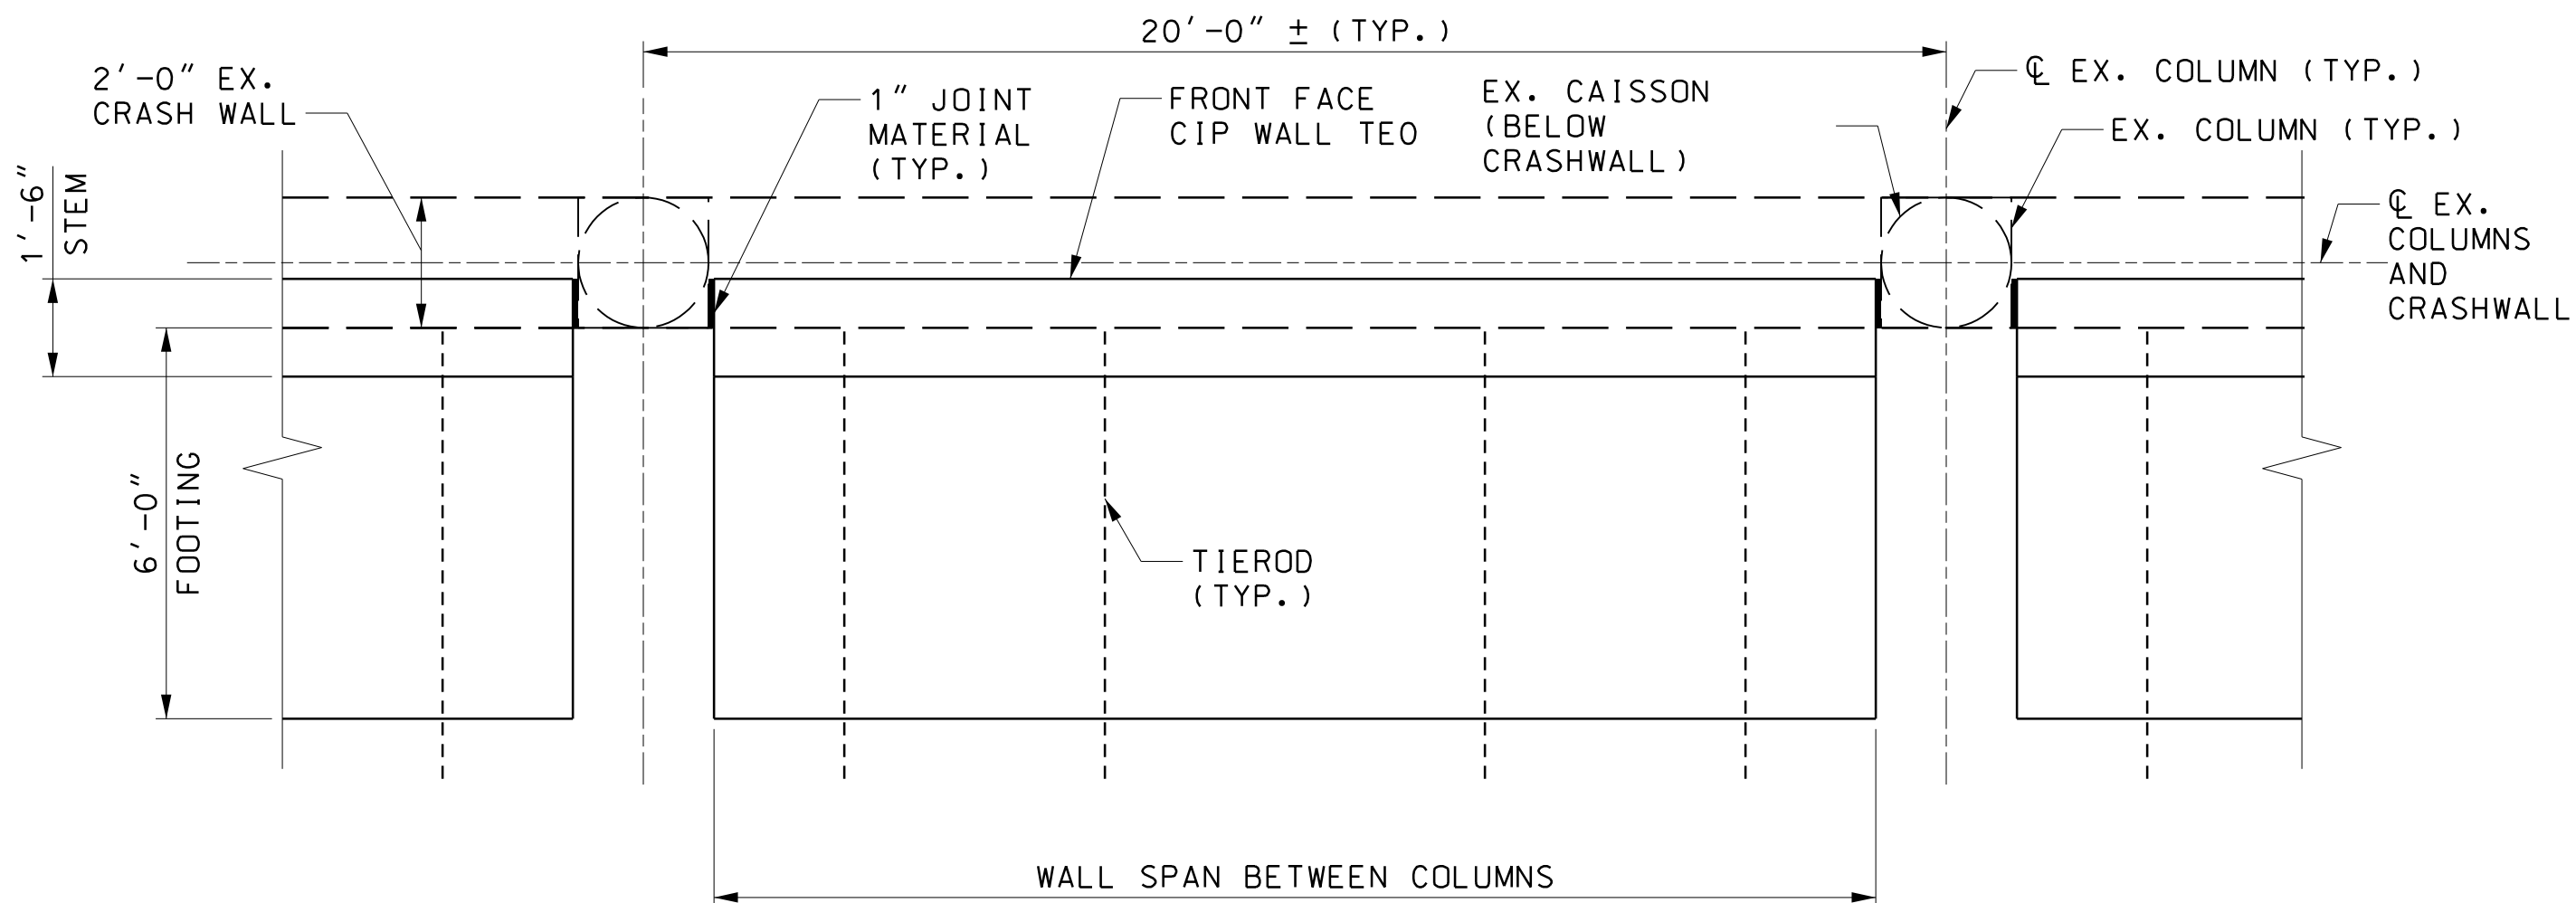 20'-0" ± (TYP.)
2'-0" EX.
CRASH WALL
1" JOINT
MATERIAL
(TYP.)
FRONT FACE
CIP WALL TEO
EX. CAISSON
(BELOW
CRASHWALL)
℄ EX. COLUMN (TYP.)
EX. COLUMN (TYP.)
1'-6"
STEM
℄ EX.
COLUMNS
AND
CRASHWALL
6'-0"
FOOTING
TIEROD
(TYP.)
WALL SPAN BETWEEN COLUMNS